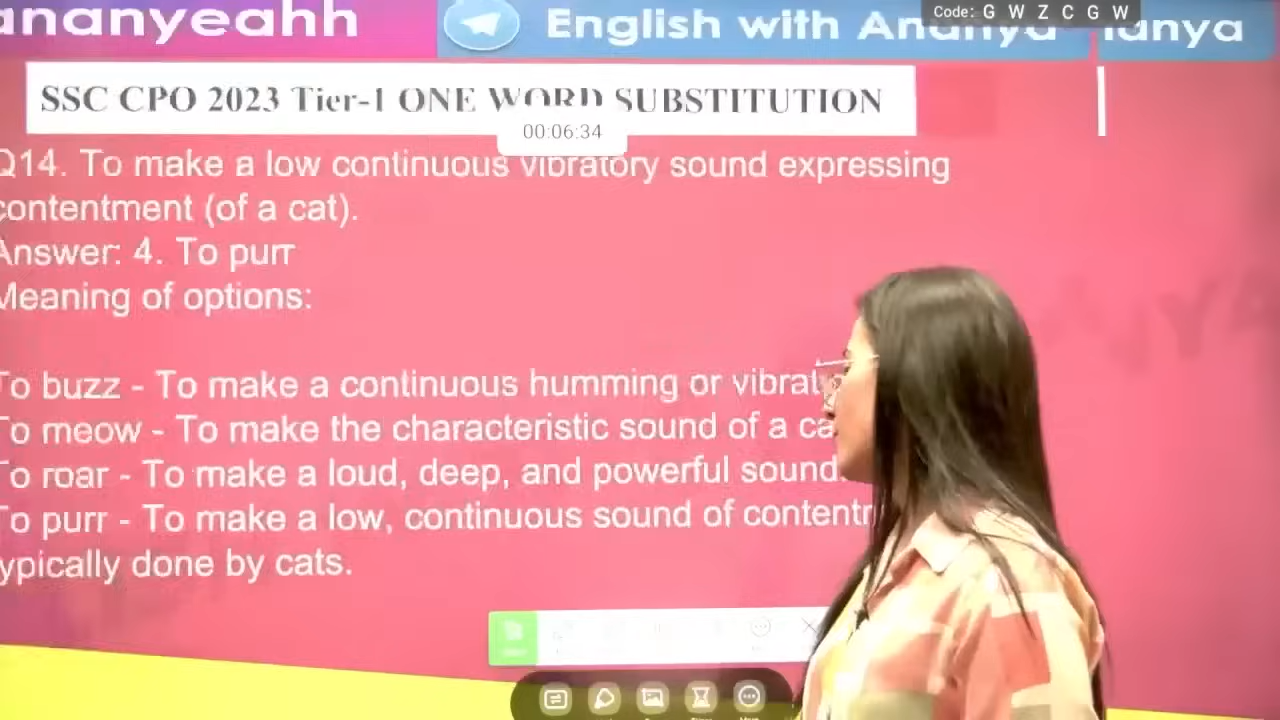 ananyeahh
English with Ananya
anya
Code: G W Z C G W
SSC CPO 2023 Tier-1 ONE WORD SUBSTITUTION
00:06:34
Q14. To make a low continuous vibratory sound expressing
contentment (of a cat).
Answer: 4. To purr
Meaning of options:
To buzz - To make a continuous humming or vibrat
To meow - To make the characteristic sound of a ca
To roar - To make a loud, deep, and powerful sound.
To purr - To make a low, continuous sound of content
typically done by cats.